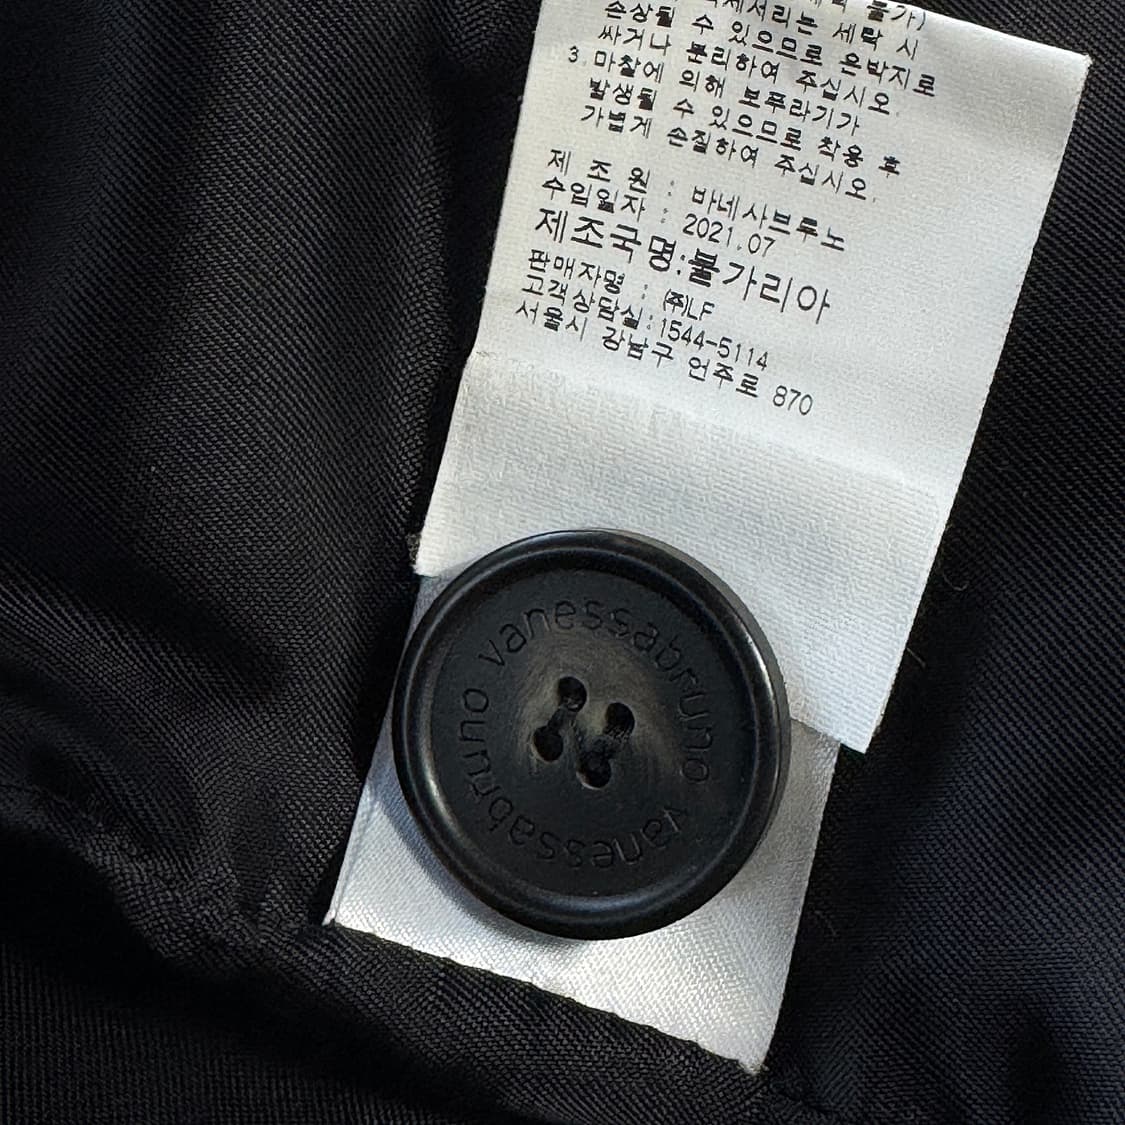 손상될 수 있으므로 은박지로
싸거나 분리하여 주십시오.
3.마찰에 의해 보푸라기가
발생될 수 있으므로 착용 후
가볍게 손질하여 주십시오.
제 조 원 : 바네사브루노
수입일자 : 2021.07
제조국명:불가리아
판매자명 : ㈜LF
고객상담실:1544-5114
서울시 강남구 언주로 870
vanessabruno vanessabruno